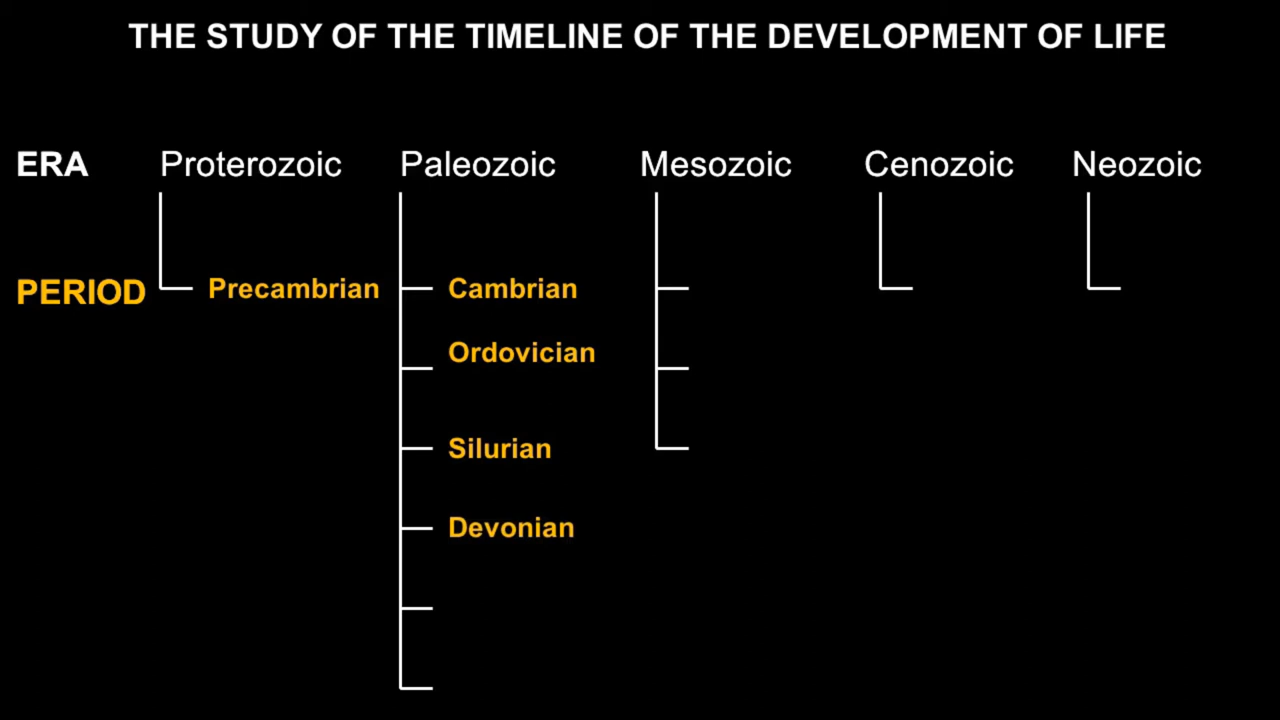 THE STUDY OF THE TIMELINE OF THE DEVELOPMENT OF LIFE
ERA Proterozoic Paleozoic Mesozoic Cenozoic Neozoic
PERIOD Precambrian Cambrian
Ordovician
Silurian
Devonian